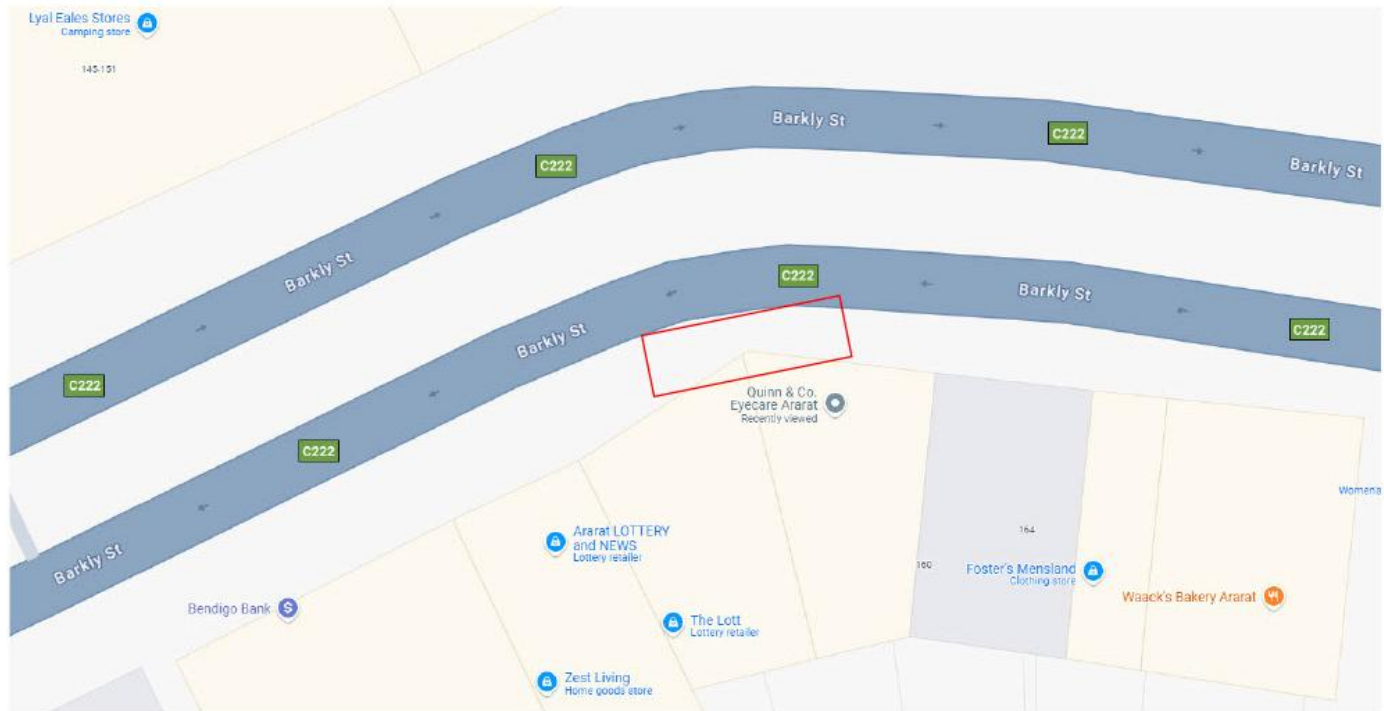 Lyal Eales Stores
Camping store
145-151
Barkly St
C222
Barkly St
C222
Barkly St
C222
Barkly St
C222
Barkly St
C222
Barkly St
C222
C222
Quinn & Co.
Eyecare Ararat
Recently viewed
Barkly St
Womena
Ararat LOTTERY
and NEWS
Lottery retailer
164
160
Foster's Mensland
Clothing store
Waack's Bakery Ararat
Bendigo Bank
The Lott
Lottery retailer
Zest Living
Home goods store